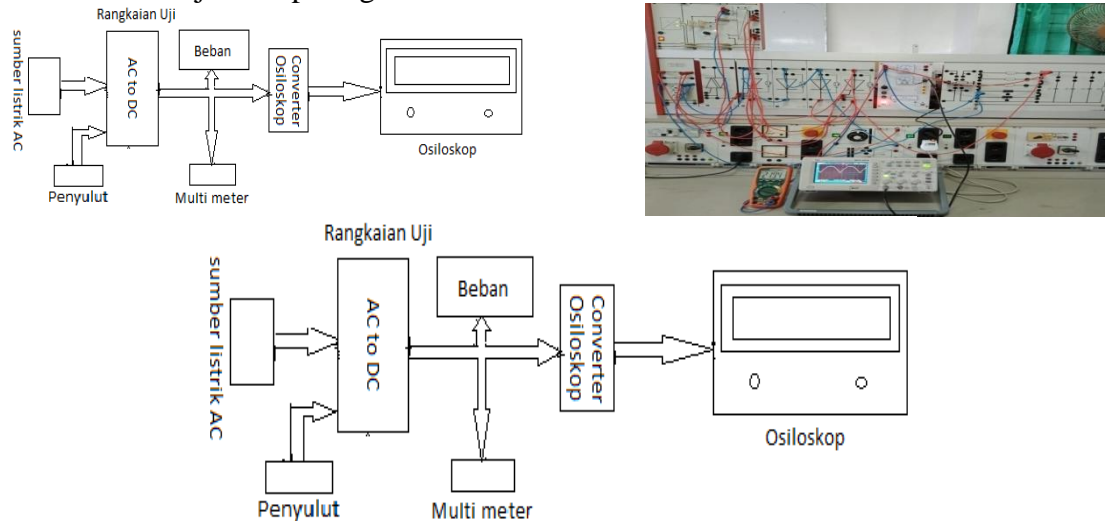 Rangkaian Uji
sumber listrik AC
AC to DC
Beban
Converter
Osiloskop
Osiloskop
Penyulut
Multi meter
Rangkaian Uji
sumber listrik AC
AC to DC
Beban
Converter
Osiloskop
Osiloskop
Penyulut
Multi meter